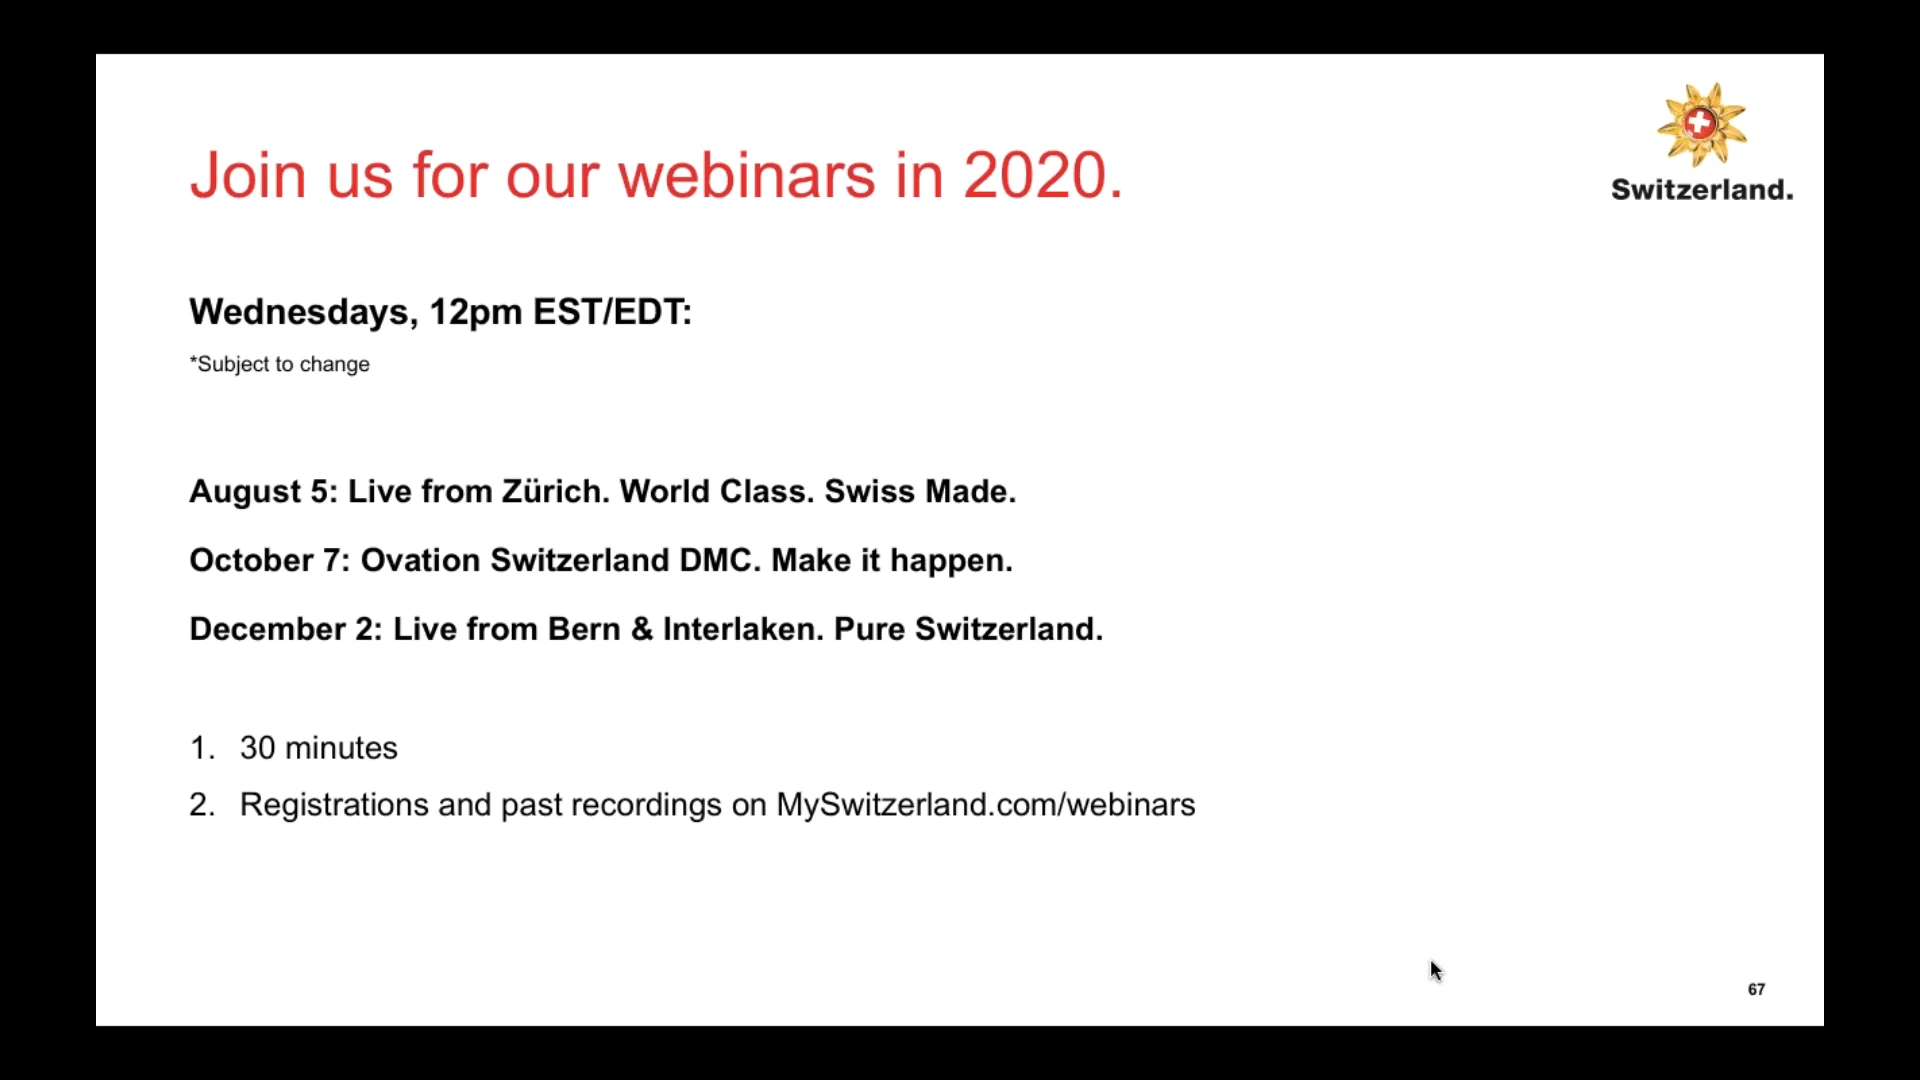 Switzerland.
Join us for our webinars in 2020.
Wednesdays, 12pm EST/EDT:
*Subject to change
August 5: Live from Zürich. World Class. Swiss Made.
October 7: Ovation Switzerland DMC. Make it happen.
December 2: Live from Bern & Interlaken. Pure Switzerland.
1. 30 minutes
2. Registrations and past recordings on MySwitzerland.com/webinars
67